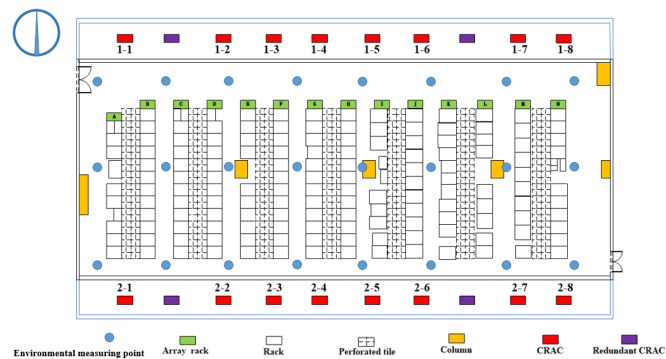 1-1 1-2 1-3 1-4 1-5 1-6 1-7 1-8
B C D E F G H I J K L M N
A
2-1 2-2 2-3 2-4 2-5 2-6 2-7 2-8
Environmental measuring point Array rack Rack Perforated tile Column CRAC Redundant CRAC